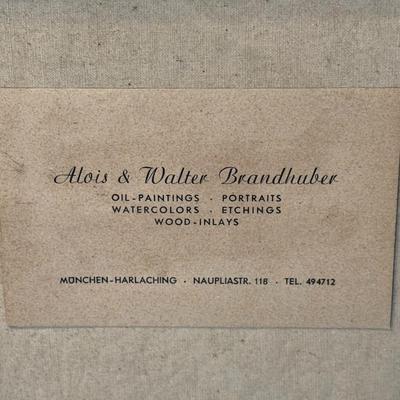 Alois & Walter Brandhuber
OIL-PAINTINGS · PORTRAITS
WATERCOLORS · ETCHINGS
WOOD-INLAYS
MÜNCHEN-HARLACHING · NAUPLIASTR. 118 · TEL. 494712